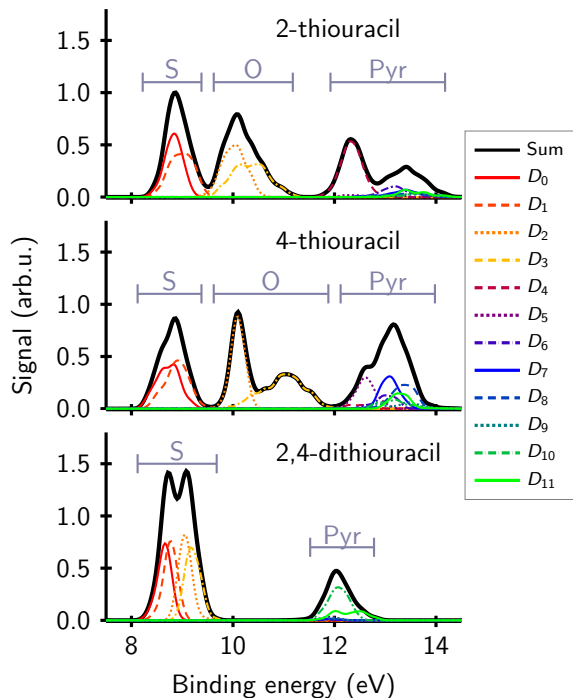 2-thiouracil
S O Pyr
1.5
1.0
0.5
0.0
4-thiouracil
S O Pyr
1.5
1.0
0.5
0.0
2,4-dithiouracil
S
Pyr
1.5
1.0
0.5
0.0
8 10 12 14
Binding energy (eV)
Signal (arb.u.)
Sum
D0
D1
D2
D3
D4
D5
D6
D7
D8
D9
D10
D11